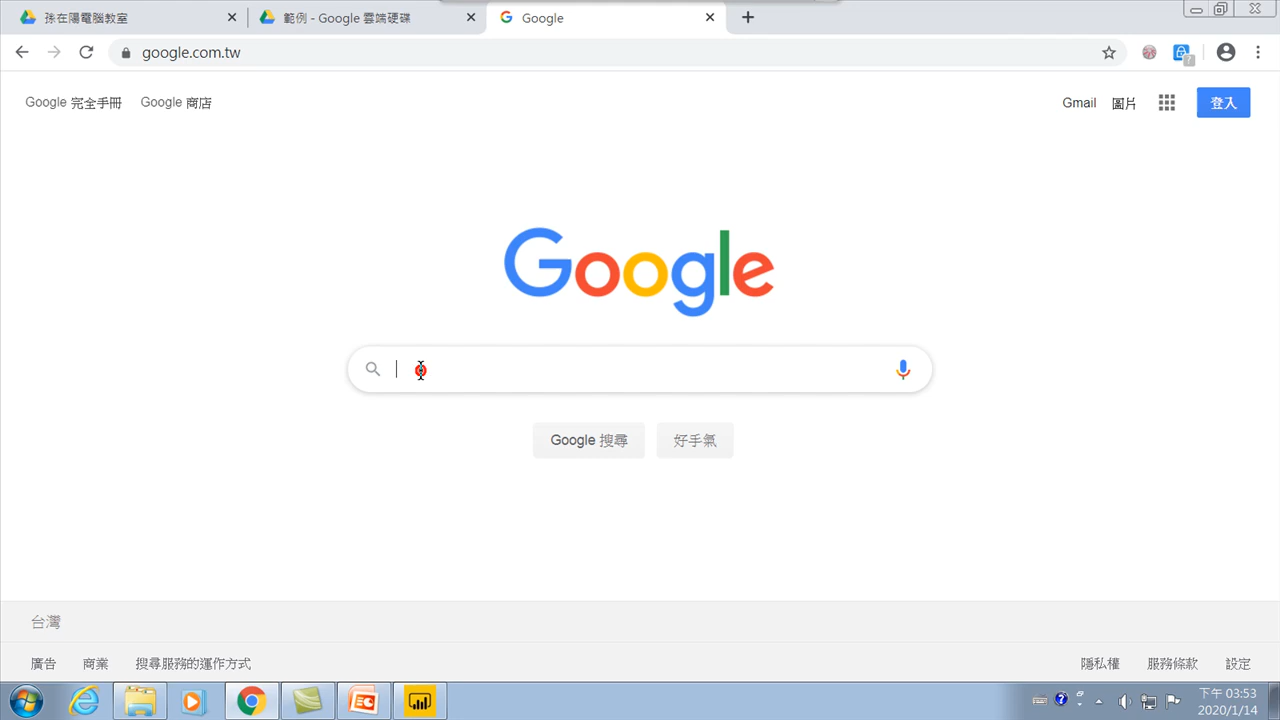 孫在陽電腦教室
範例 - Google 雲端硬碟
Google
google.com.tw
Google 完全手冊
Google 商店
Gmail
圖片
登入
Google
Google 搜尋
好手氣
台灣
廣告
商業
搜尋服務的運作方式
隱私權
服務條款
設定
下午 03:53
2020/1/14